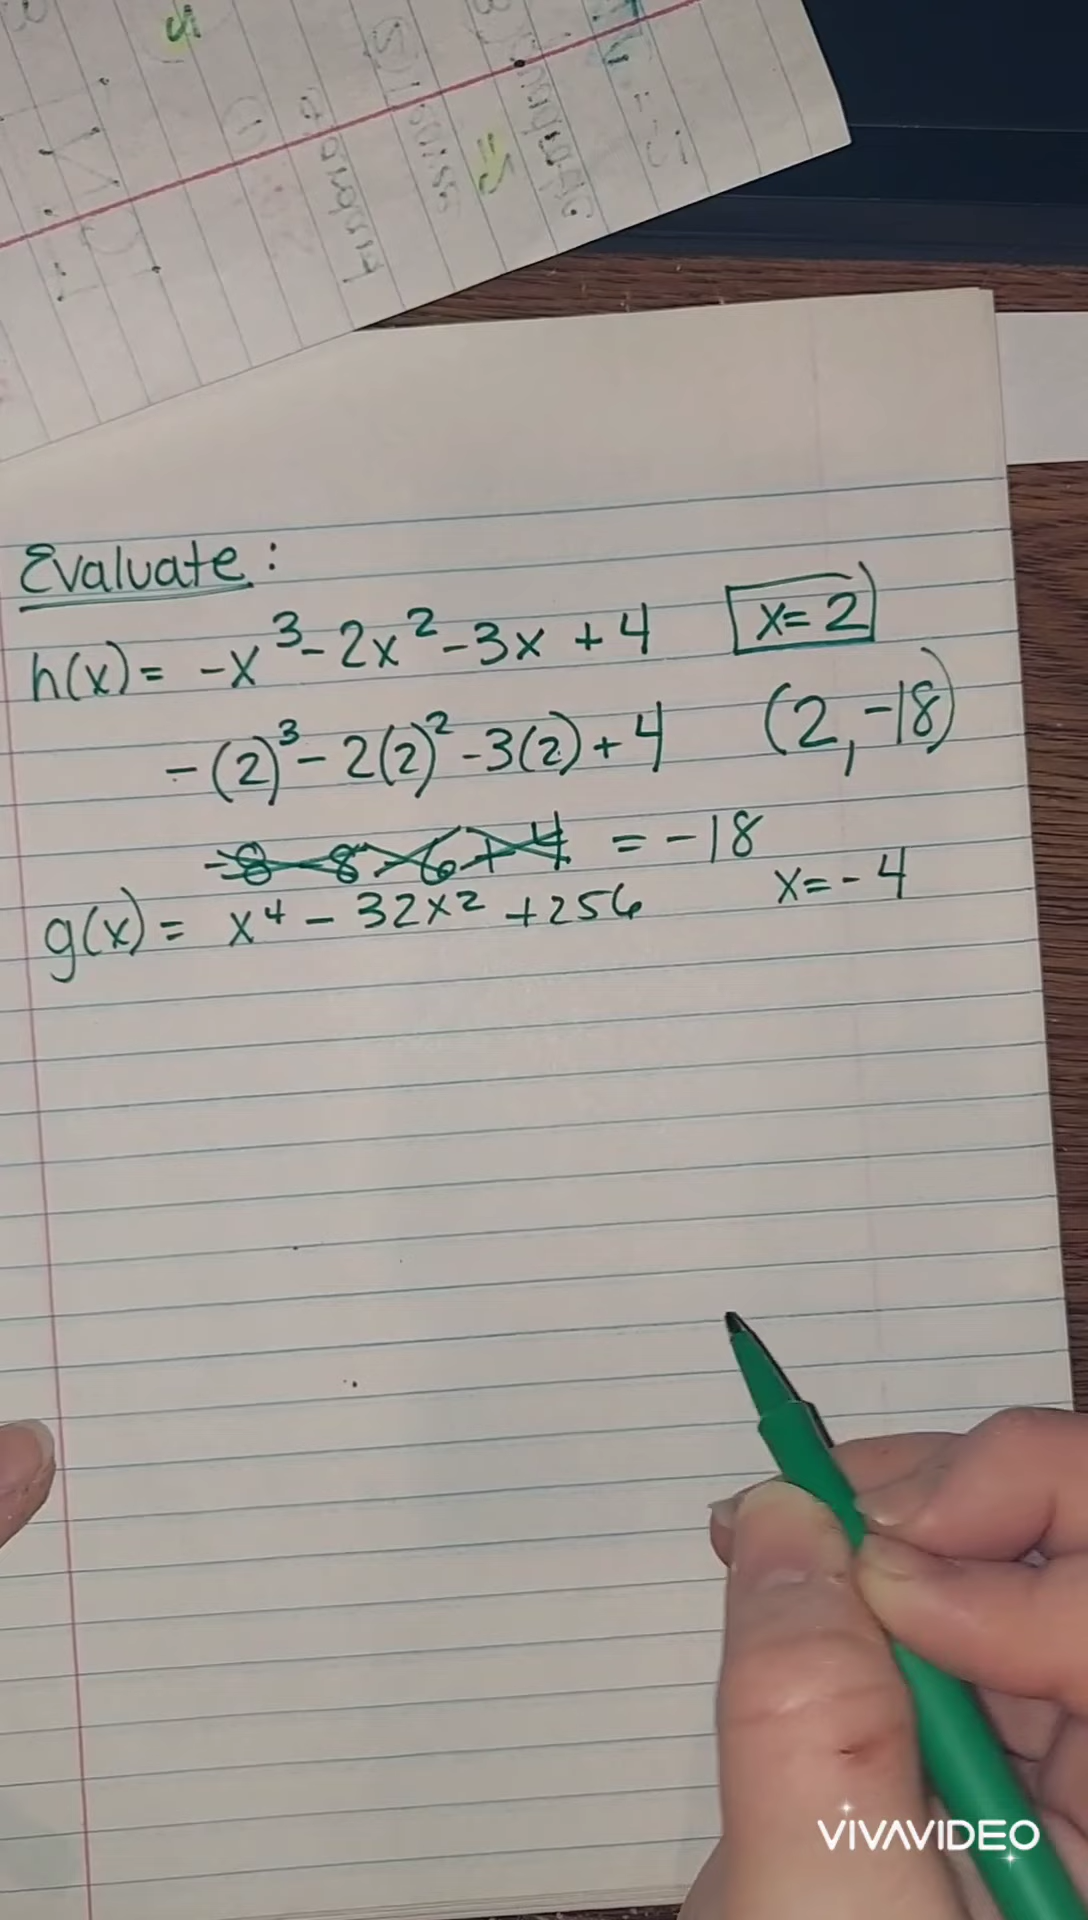 =5
Evaluate:
h(x) = -x³ - 2x² - 3x + 4    x = 2
-(2)³ - 2(2)² - 3(2) + 4    (2, -18)
-8 - 8 - 6 + 4 = -18
g(x) = x⁴ - 32x² + 256    x = -4
VIVAVIDEO